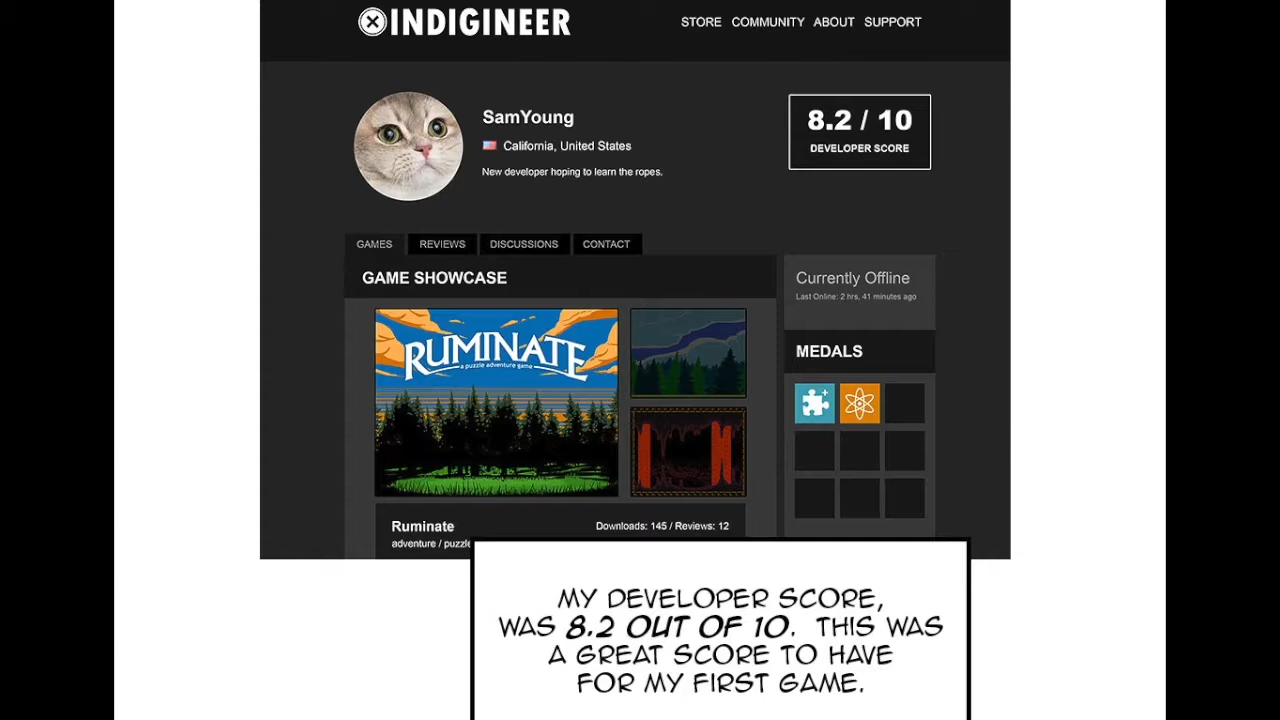 INDIGINEER
STORE COMMUNITY ABOUT SUPPORT
SamYoung
California, United States
New developer hoping to learn the ropes.
8.2 / 10
DEVELOPER SCORE
GAMES REVIEWS DISCUSSIONS CONTACT
GAME SHOWCASE
RUMINATE
a puzzle adventure game
Ruminate
Downloads: 145 / Reviews: 12
adventure / puzzle
Currently Offline
Last Online: 2 hrs, 41 minutes ago
MEDALS
MY DEVELOPER SCORE,
WAS 8.2 OUT OF 10. THIS WAS
A GREAT SCORE TO HAVE
FOR MY FIRST GAME.